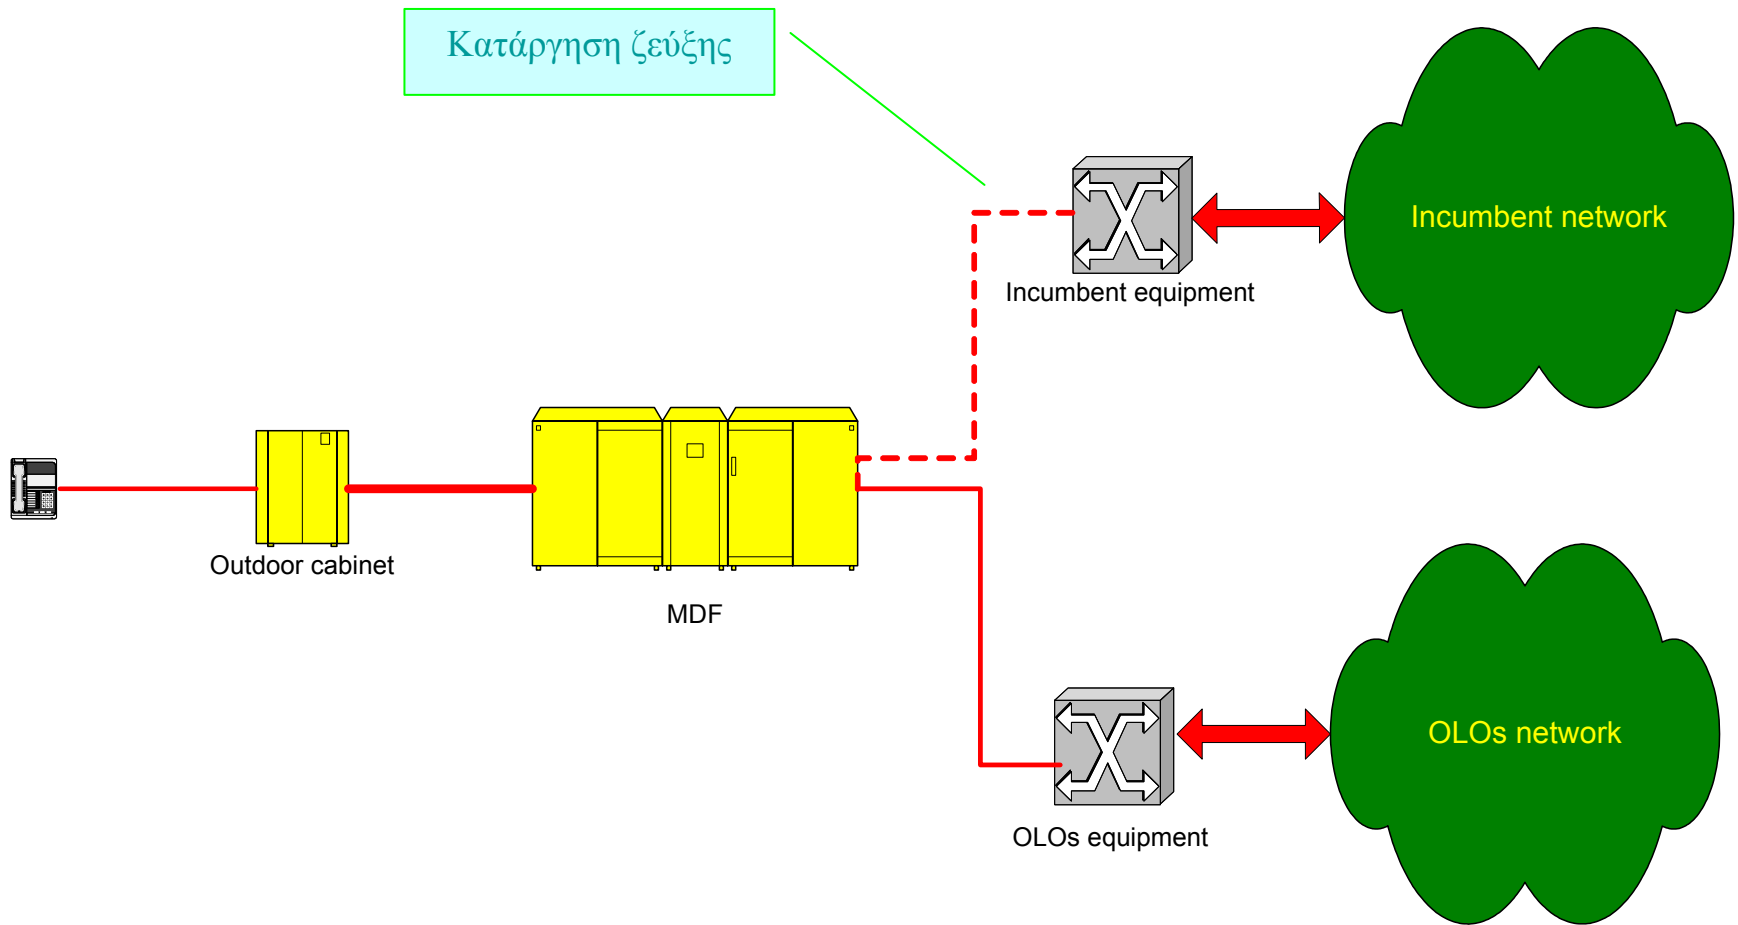 Κατάργηση ζεύξης
Incumbent network
Incumbent equipment
Outdoor cabinet
MDF
OLOs network
OLOs equipment